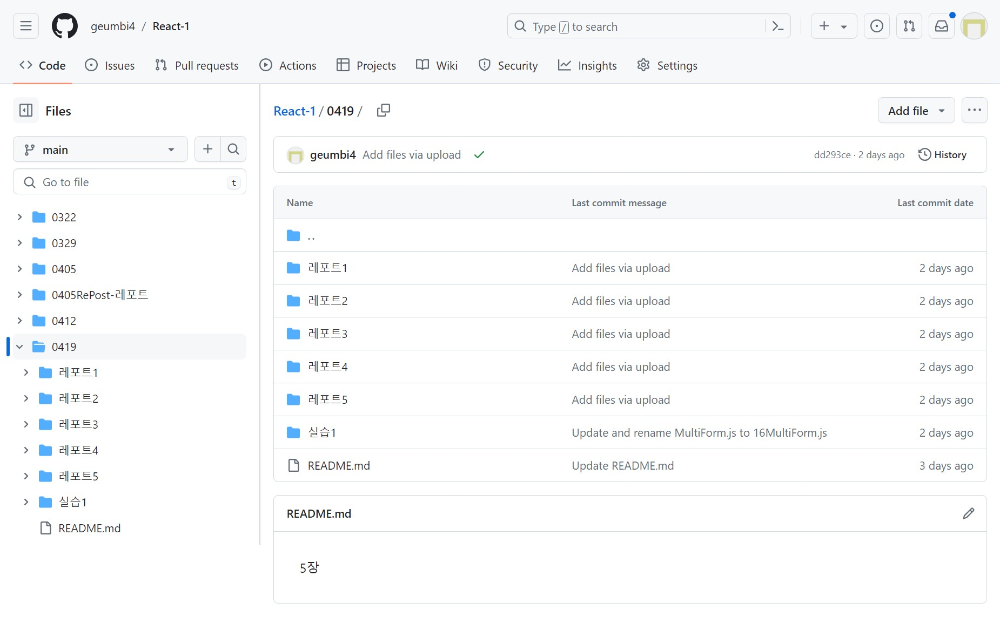 geumbi4 / React-1
Type / to search
Code Issues Pull requests Actions Projects Wiki Security Insights Settings
Files
main
Go to file t
0322
0329
0405
0405RePost-레포트
0412
0419
레포트1
레포트2
레포트3
레포트4
레포트5
실습1
README.md
React-1 / 0419 /
Add file
geumbi4 Add files via upload
dd293ce · 2 days ago History
Name Last commit message Last commit date
..
레포트1 Add files via upload 2 days ago
레포트2 Add files via upload 2 days ago
레포트3 Add files via upload 2 days ago
레포트4 Add files via upload 2 days ago
레포트5 Add files via upload 2 days ago
실습1 Update and rename MultiForm.js to 16MultiForm.js 2 days ago
README.md Update README.md 3 days ago
README.md
5장